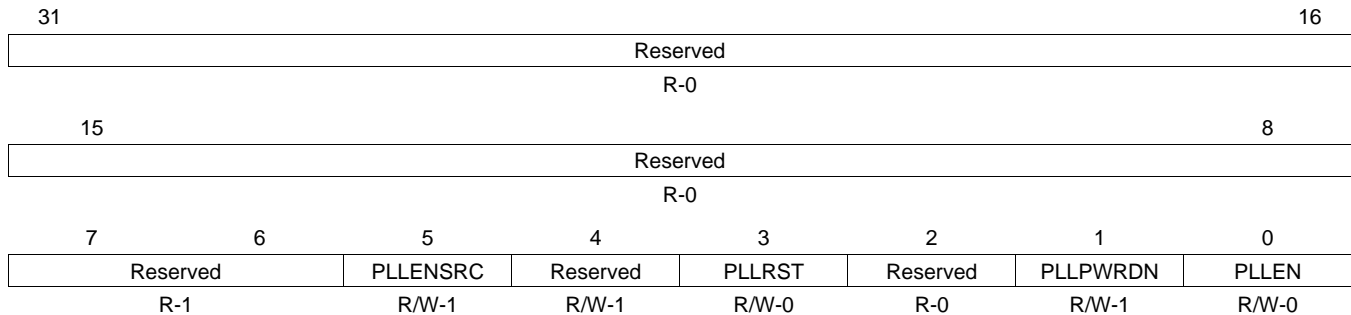 31 16
Reserved
R-0
15 8
Reserved
R-0
7 6 5 4 3 2 1 0
Reserved PLLENSRC Reserved PLLRST Reserved PLLPWRDN PLLEN
R-1 R/W-1 R/W-1 R/W-0 R-0 R/W-1 R/W-0